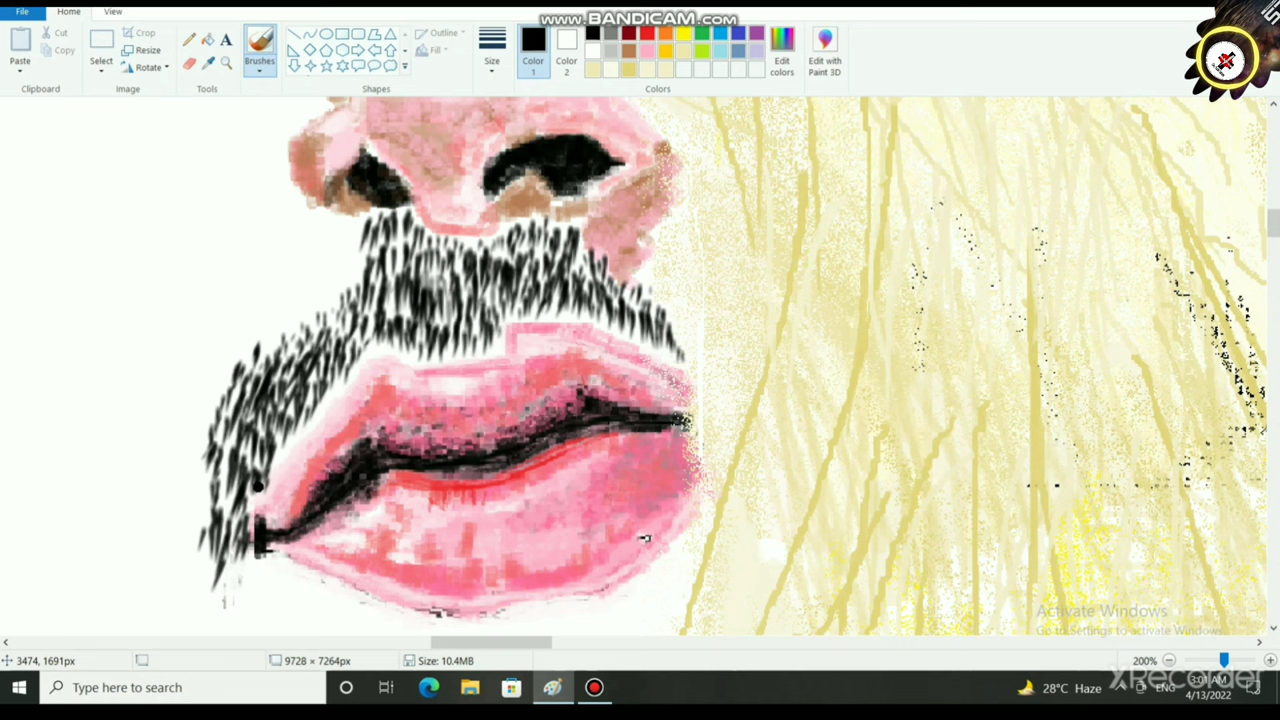 www.BANDICAM.com
File
Home
View
Paste
Cut
Copy
Clipboard
Select
Crop
Resize
Rotate
Image
A
Tools
Brushes
Outline
Fill
Shapes
Size
Color
1
Color
2
Edit
colors
Colors
Edit with
Paint 3D
Activate Windows
Go to Settings to activate Windows.
3474, 1691px
9728 × 7264px
Size: 10.4MB
200%
XRecorder
Type here to search
28°C Haze
ENG
3:01 AM
4/13/2022